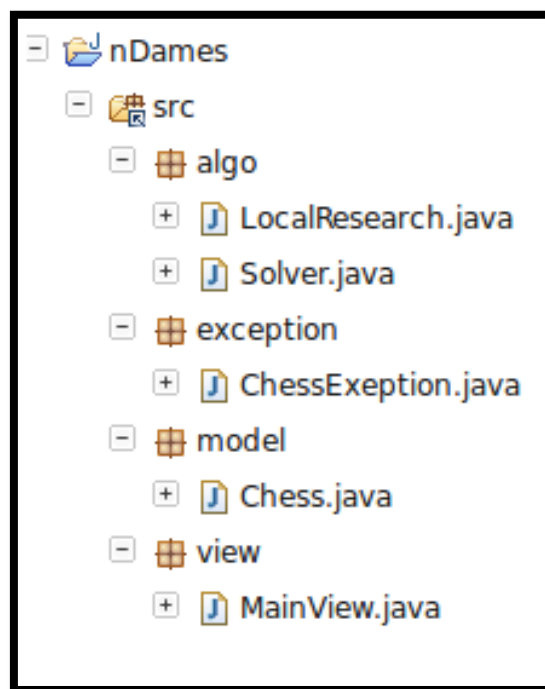 nDames
src
algo
LocalResearch.java
Solver.java
exception
ChessExeption.java
model
Chess.java
view
MainView.java